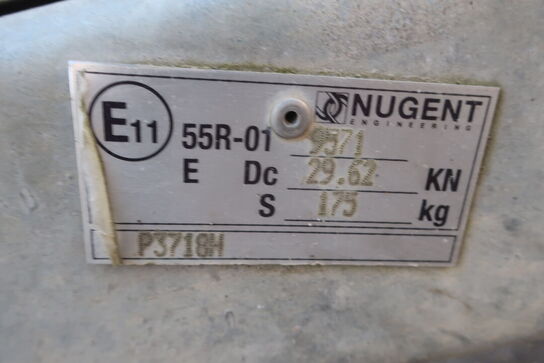 E11
NUGENT
ENGINEERING
55R-01 9571
E Dc 29.62 KN
S 175 kg
P3718H